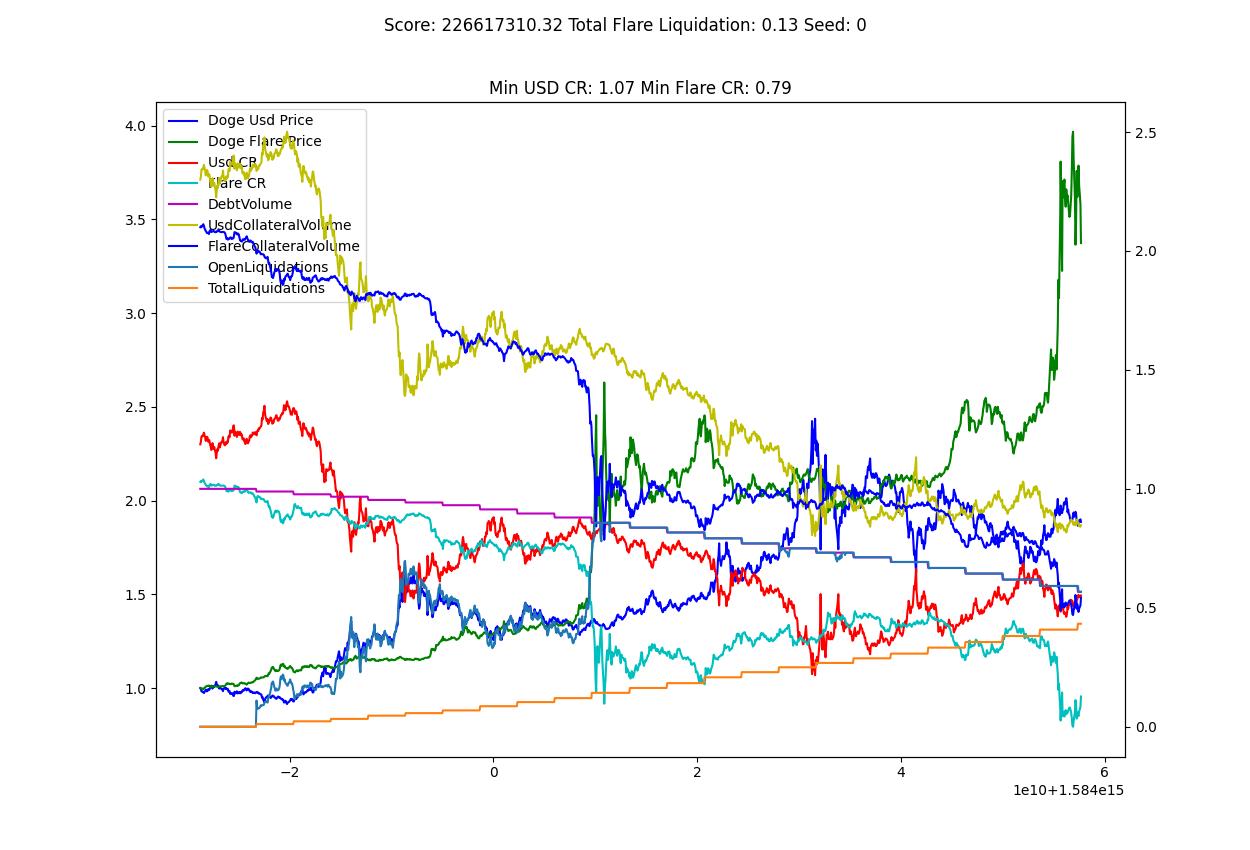 Score: 226617310.32 Total Flare Liquidation: 0.13 Seed: 0
Min USD CR: 1.07 Min Flare CR: 0.79
4.0
3.5
3.0
2.5
2.0
1.5
1.0
Doge Usd Price
Doge Flare Price
Usd CR
Flare CR
DebtVolume
UsdCollateralVolume
FlareCollateralVolume
OpenLiquidations
TotalLiquidations
2.5
2.0
1.5
1.0
0.5
0.0
−2
0
2
4
6
1e10+1.584e15